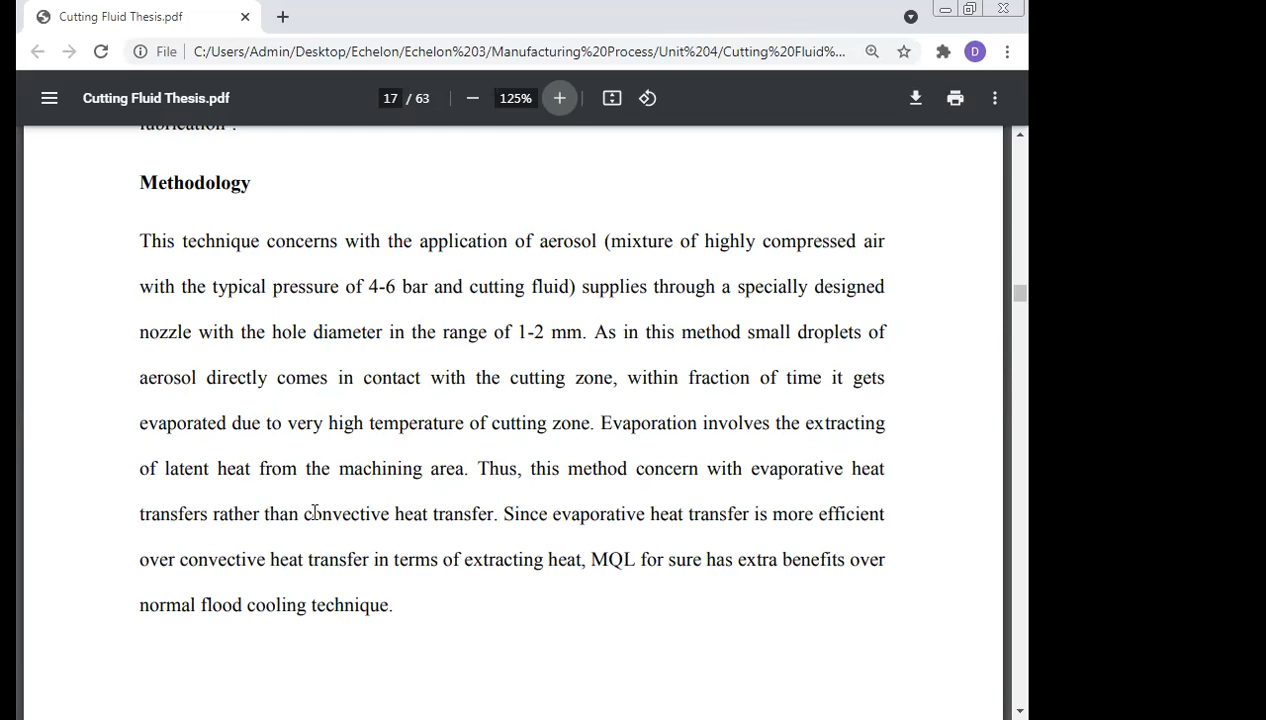 Cutting Fluid Thesis.pdf
File
C:/Users/Admin/Desktop/Echelon/Echelon%203/Manufacturing%20Process/Unit%204/Cutting%20Fluid%...
D
Cutting Fluid Thesis.pdf
17 / 63
125%
lubrication".
Methodology
This technique concerns with the application of aerosol (mixture of highly compressed air
with the typical pressure of 4-6 bar and cutting fluid) supplies through a specially designed
nozzle with the hole diameter in the range of 1-2 mm. As in this method small droplets of
aerosol directly comes in contact with the cutting zone, within fraction of time it gets
evaporated due to very high temperature of cutting zone. Evaporation involves the extracting
of latent heat from the machining area. Thus, this method concern with evaporative heat
transfers rather than convective heat transfer. Since evaporative heat transfer is more efficient
over convective heat transfer in terms of extracting heat, MQL for sure has extra benefits over
normal flood cooling technique.